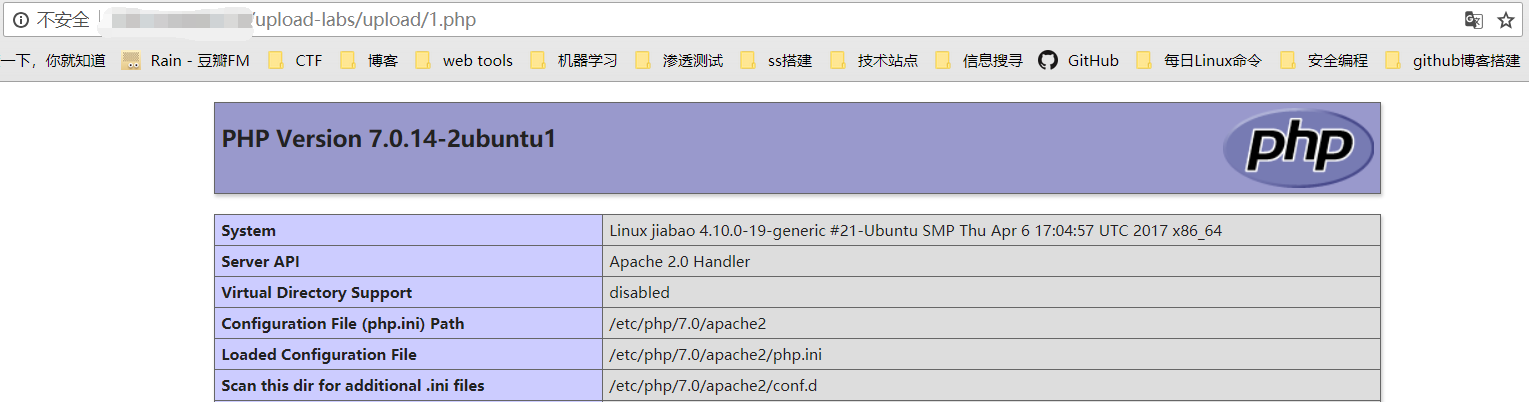 不安全 /upload-labs/upload/1.php
一下，你就知道 Rain - 豆瓣FM CTF 博客 web tools 机器学习 渗透测试 ss搭建 技术站点 信息搜寻 GitHub 每日Linux命令 安全编程 github博客搭建
PHP Version 7.0.14-2ubuntu1 php
System Linux jiabao 4.10.0-19-generic #21-Ubuntu SMP Thu Apr 6 17:04:57 UTC 2017 x86_64
Server API Apache 2.0 Handler
Virtual Directory Support disabled
Configuration File (php.ini) Path /etc/php/7.0/apache2
Loaded Configuration File /etc/php/7.0/apache2/php.ini
Scan this dir for additional .ini files /etc/php/7.0/apache2/conf.d